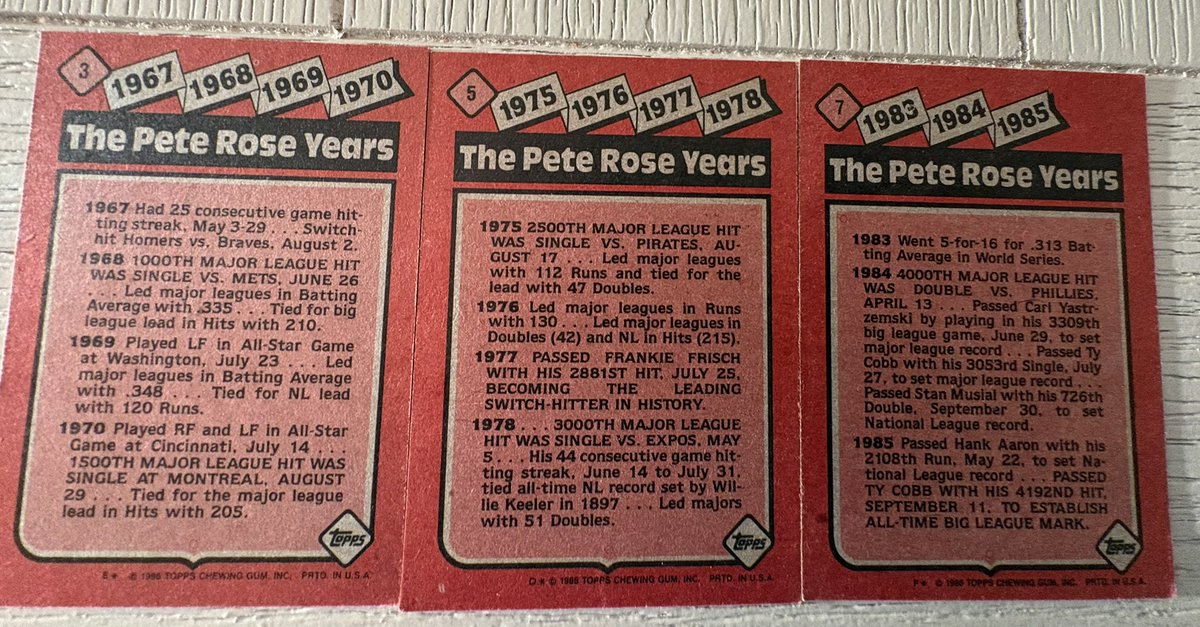 3
1967 1968 1969 1970
The Pete Rose Years
1967 Had 25 consecutive game hit-
ting streak, May 3-29 . . . Switch-
hit Homers vs. Braves, August 2.
1968 1000TH MAJOR LEAGUE HIT
WAS SINGLE VS. METS, JUNE 26
. . . Led major leagues in Batting
Average with .335 . . . Tied for big
league lead in Hits with 210.
1969 Played LF in All-Star Game
at Washington, July 23 . . . Led
major leagues in Batting Average
with .348 . . . Tied for NL lead
with 120 Runs.
1970 Played RF and LF in All-Star
Game at Cincinnati, July 14 . . .
1500TH MAJOR LEAGUE HIT WAS
SINGLE AT MONTREAL, AUGUST
29 . . . Tied for the major league
lead in Hits with 205.
Topps
E* © 1986 TOPPS CHEWING GUM, INC. PRTD. IN U.S.A.
5
1975 1976 1977 1978
The Pete Rose Years
1975 2500TH MAJOR LEAGUE HIT
WAS SINGLE VS. PIRATES, AU-
GUST 17 . . . Led major leagues
with 112 Runs and tied for the
lead with 47 Doubles.
1976 Led major leagues in Runs
with 130 . . . Led major leagues in
Doubles (42) and NL in Hits (215).
1977 PASSED FRANKIE FRISCH
WITH HIS 2881ST HIT, JULY 25,
BECOMING THE LEADING
SWITCH-HITTER IN HISTORY.
1978 . . . 3000TH MAJOR LEAGUE
HIT WAS SINGLE VS. EXPOS, MAY
5 . . . His 44 consecutive game hit-
ting streak, June 14 to July 31,
tied all-time NL record set by Wil-
lie Keeler in 1897 . . . Led majors
with 51 Doubles.
Topps
D* © 1986 TOPPS CHEWING GUM, INC. PRTD. IN U.S.A.
7
1983 1984 1985
The Pete Rose Years
1983 Went 5-for-16 for .313 Bat-
ting Average in World Series.
1984 4000TH MAJOR LEAGUE HIT
WAS DOUBLE VS. PHILLIES,
APRIL 13 . . . Passed Carl Yastr-
zemski by playing in his 3309th
big league game, June 29, to set
major league record . . . Passed Ty
Cobb with his 3053rd Single, July
27, to set major league record . . .
Passed Stan Musial with his 726th
Double, September 30, to set
National League record.
1985 Passed Hank Aaron with his
2108th Run, May 22, to set Na-
tional League record . . . PASSED
TY COBB WITH HIS 4192ND HIT,
SEPTEMBER 11, TO ESTABLISH
ALL-TIME BIG LEAGUE MARK.
Topps
F* © 1986 TOPPS CHEWING GUM, INC. PRTD. IN U.S.A.